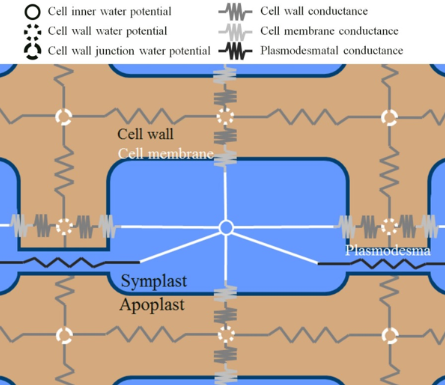 Cell inner water potential
Cell wall conductance
Cell wall water potential
Cell membrane conductance
Cell wall junction water potential
Plasmodesmatal conductance
Cell wall
Cell membrane
Plasmodesma
Symplast
Apoplast